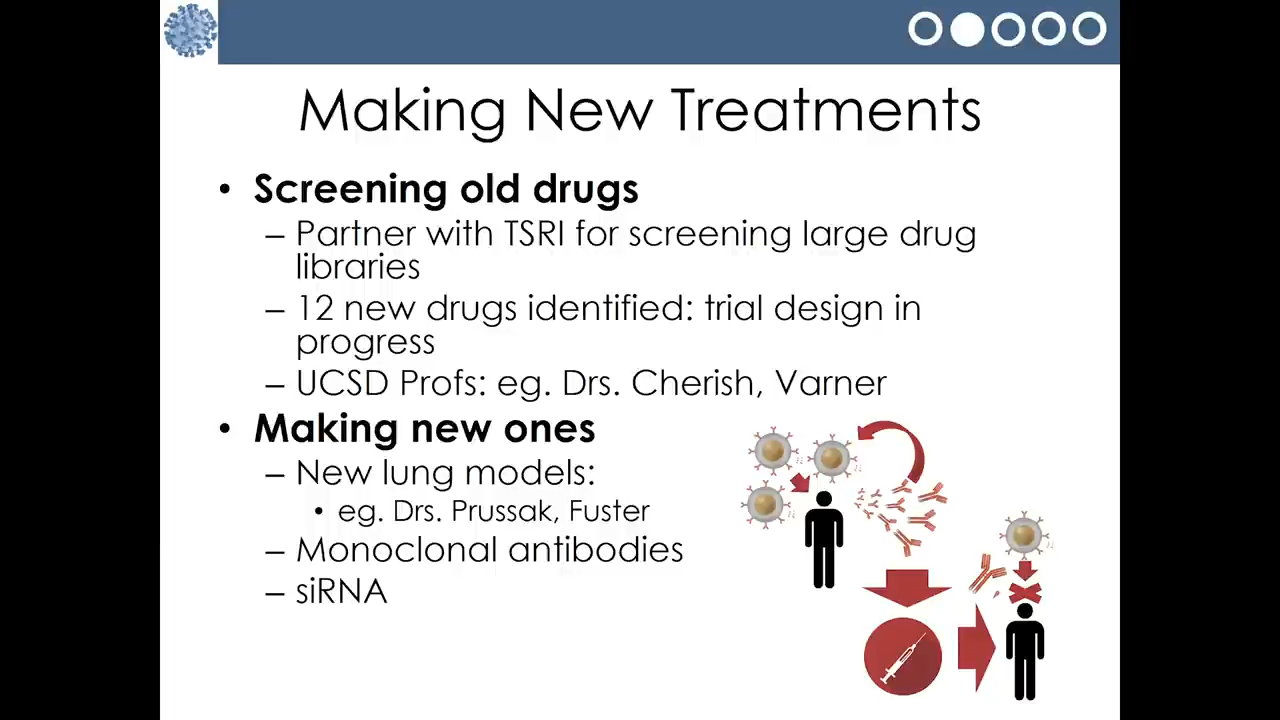 Making New Treatments
• Screening old drugs
– Partner with TSRI for screening large drug
libraries
– 12 new drugs identified: trial design in
progress
– UCSD Profs: eg. Drs. Cherish, Varner
• Making new ones
– New lung models:
• eg. Drs. Prussak, Fuster
– Monoclonal antibodies
– siRNA